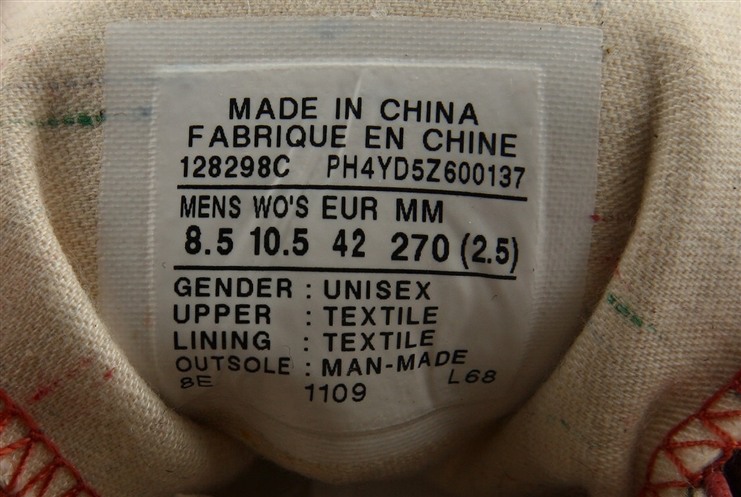 MADE IN CHINA
FABRIQUE EN CHINE
128298C PH4YD5Z600137
MENS WO'S EUR MM
8.5 10.5 42 270 (2.5)
GENDER : UNISEX
UPPER : TEXTILE
LINING : TEXTILE
OUTSOLE : MAN-MADE
8E 1109 L68